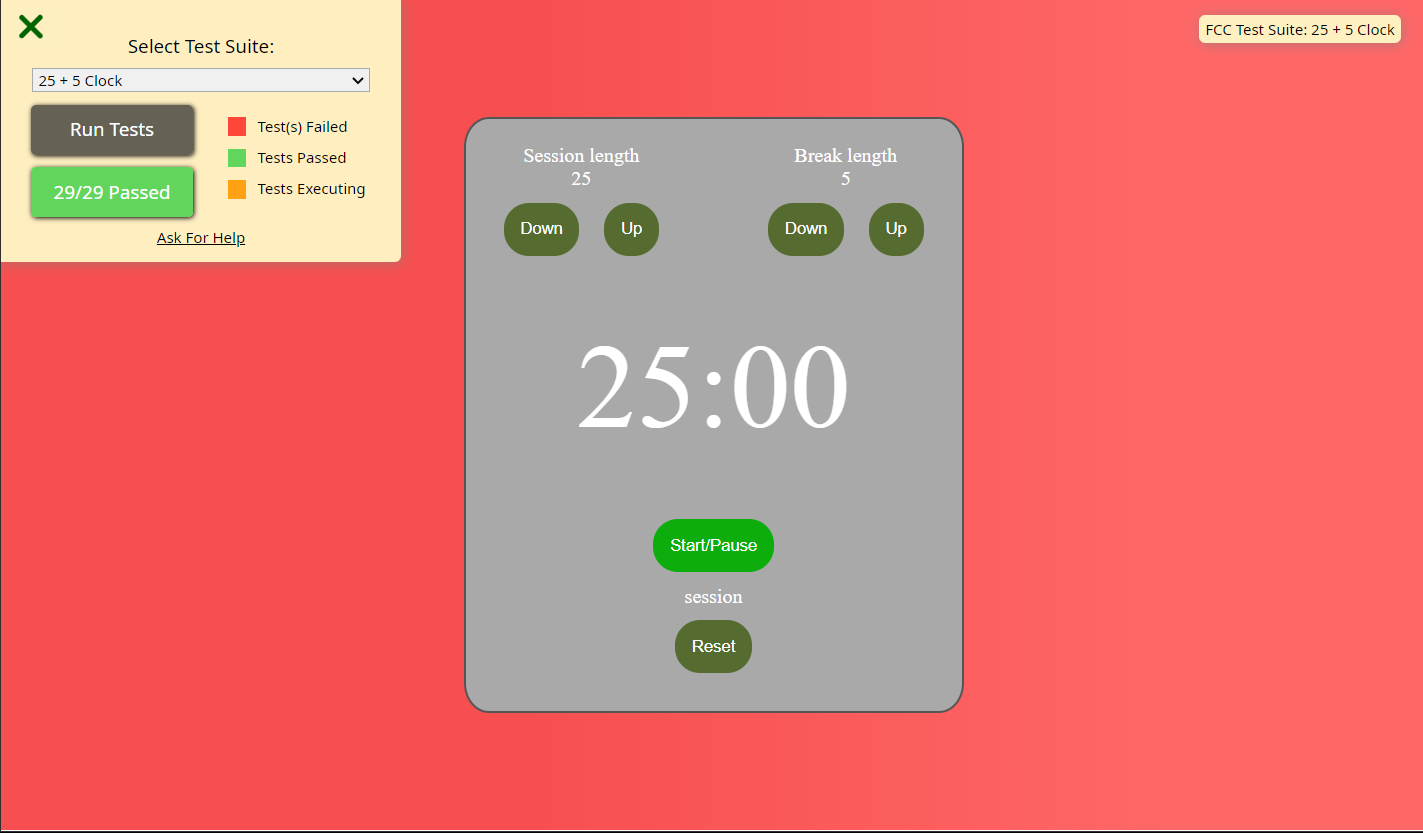 Select Test Suite:
25 + 5 Clock
Run Tests
29/29 Passed
Test(s) Failed
Tests Passed
Tests Executing
Ask For Help
FCC Test Suite: 25 + 5 Clock
Session length
25
Down Up
Break length
5
Down Up
25:00
Start/Pause
session
Reset